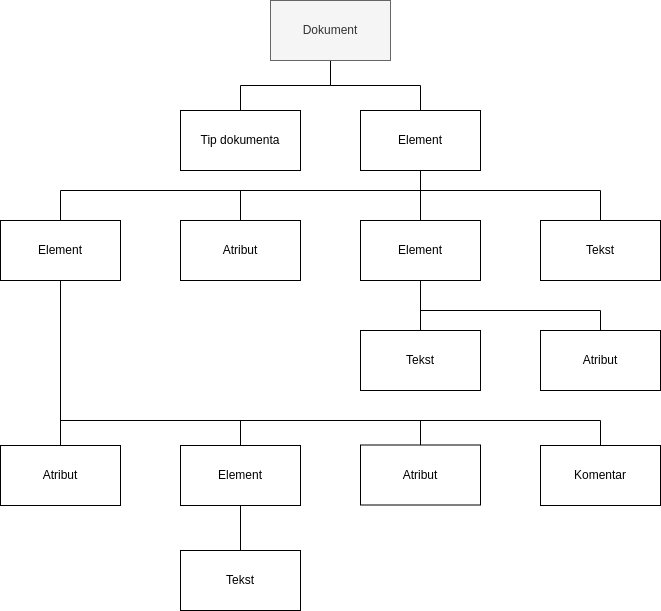 Dokument
Tip dokumenta
Element
Element
Atribut
Element
Tekst
Tekst
Atribut
Atribut
Element
Atribut
Komentar
Tekst